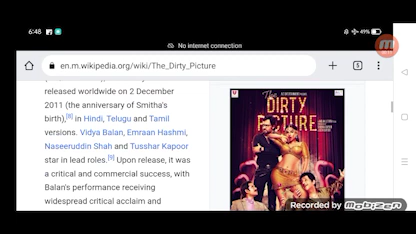 6:48
51%
No internet connection
en.m.wikipedia.org/wiki/The_Dirty_Picture
released worldwide on 2 December
2011 (the anniversary of Smitha's
birth),[8] in Hindi, Telugu and Tamil
versions. Vidya Balan, Emraan Hashmi,
Naseeruddin Shah and Tusshar Kapoor
star in lead roles.[9] Upon release, it was
a critical and commercial success, with
Balan's performance receiving
widespread critical acclaim and
The
DIRTY
PICTURE
Recorded by mobizen